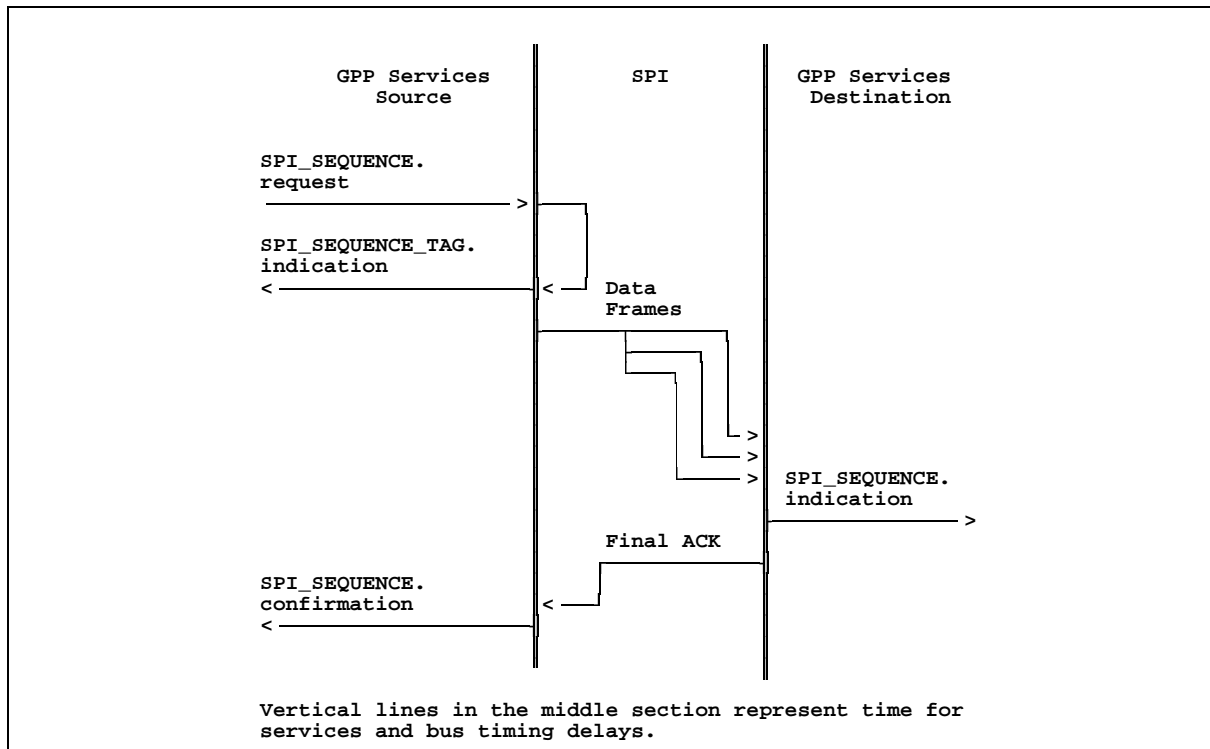 GPP Services
Source
SPI
GPP Services
Destination
SPI_SEQUENCE.
request
SPI_SEQUENCE_TAG.
indication
Data
Frames
SPI_SEQUENCE.
indication
Final ACK
SPI_SEQUENCE.
confirmation
Vertical lines in the middle section represent time for
services and bus timing delays.